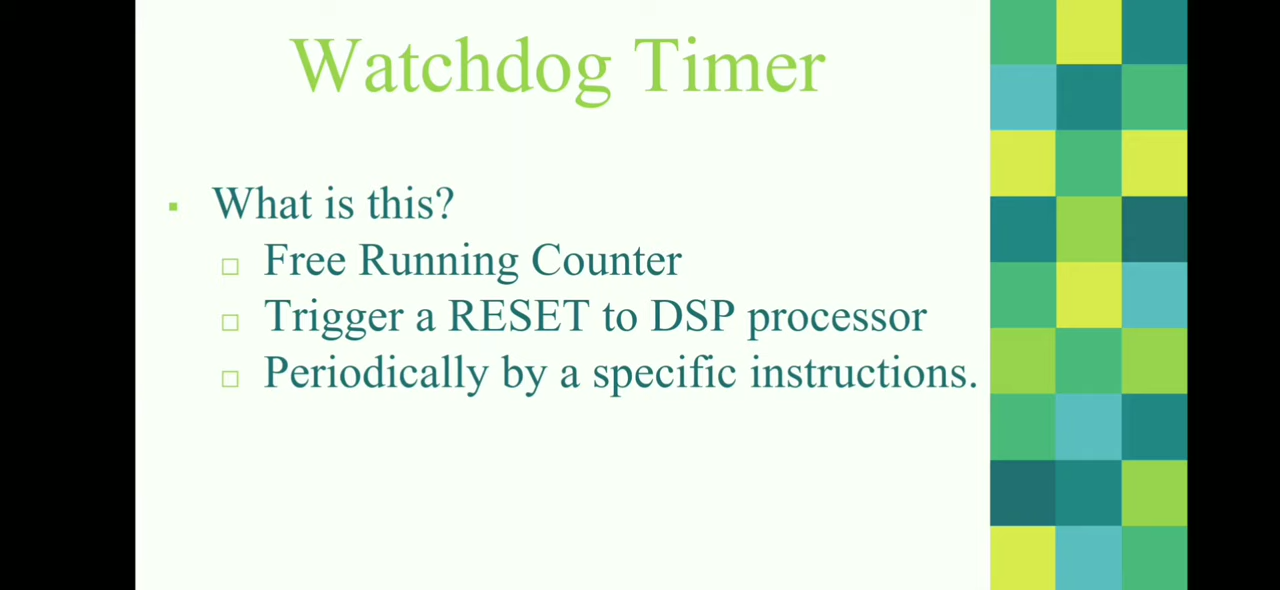 Watchdog Timer
What is this?
Free Running Counter
Trigger a RESET to DSP processor
Periodically by a specific instructions.